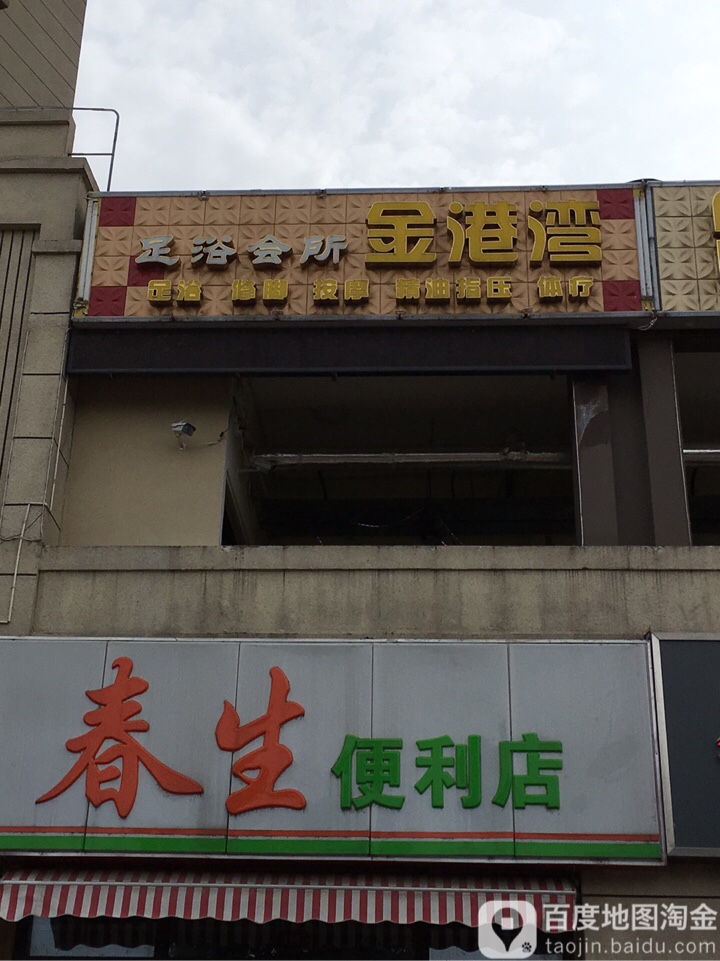 足浴会所 金港湾
足浴 修脚 按摩 精油指压 体疗
春生便利店
百度地图淘金
taojin.baidu.com